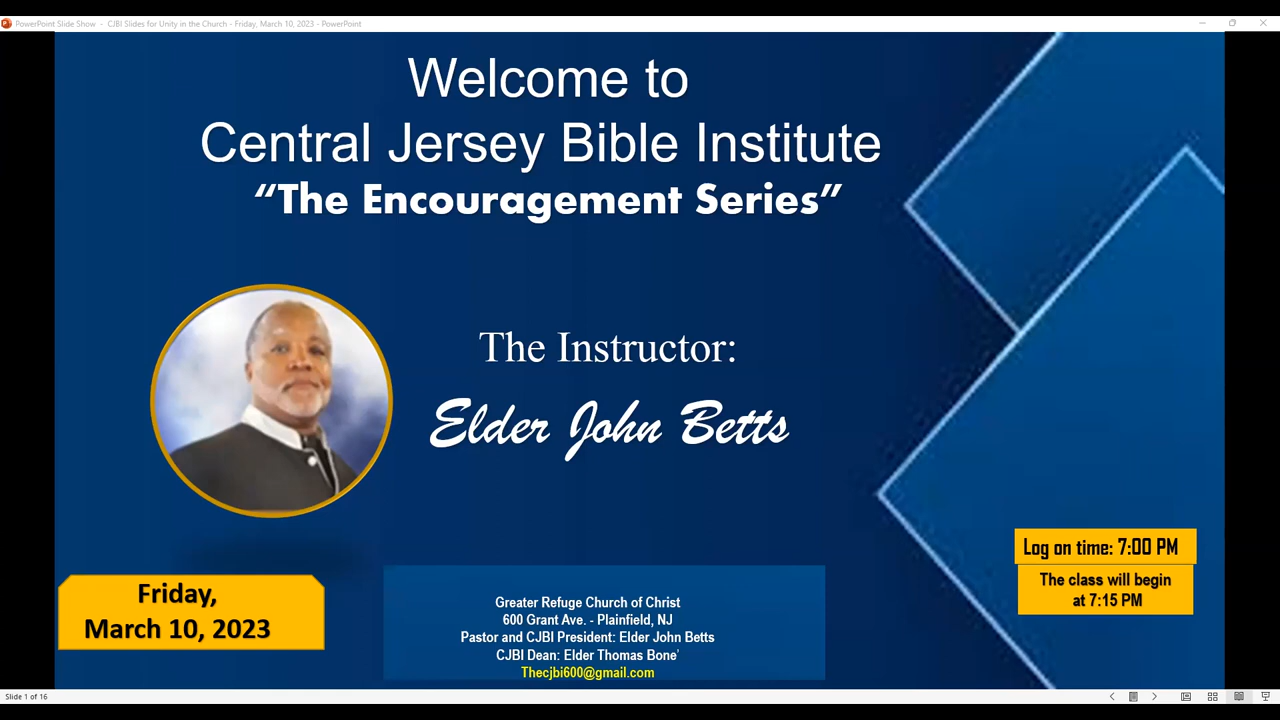 PowerPoint Slide Show - CJBI Slides for Unity in the Church - Friday, March 10, 2023 - PowerPoint
Welcome to
Central Jersey Bible Institute
“The Encouragement Series”
The Instructor:
Elder John Betts
Log on time: 7:00 PM
The class will begin
at 7:15 PM
Friday,
March 10, 2023
Greater Refuge Church of Christ
600 Grant Ave. - Plainfield, NJ
Pastor and CJBI President: Elder John Betts
CJBI Dean: Elder Thomas Bone’
Thecjbi600@gmail.com
Slide 1 of 16